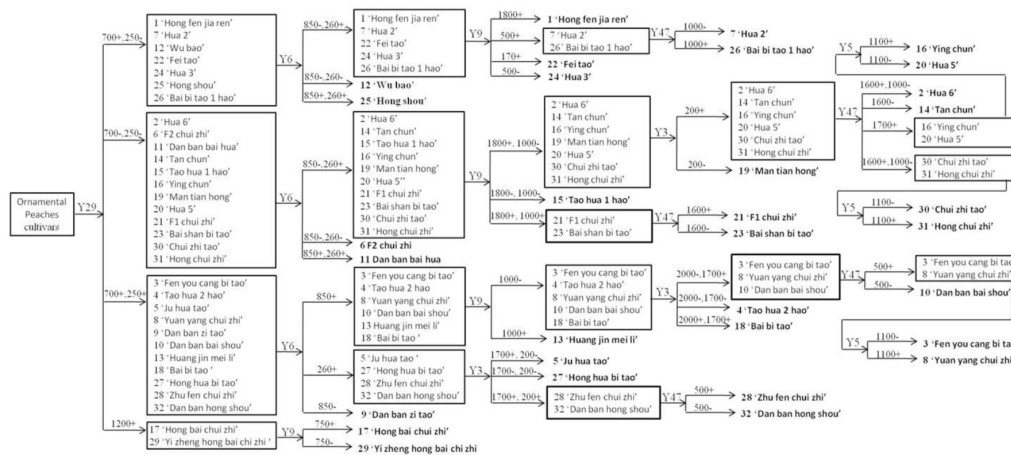 Ornamental
Peaches
cultivars
Y29
700+,250-
1 'Hong fen jia ren'
7 'Hua 2'
12 'Wu bao'
22 'Fei tao'
24 'Hua 3'
25 'Hong shou'
26 'Bai bi tao 1 hao'
Y6
850-,260+
1 'Hong fen jia ren'
7 'Hua 2'
22 'Fei tao'
24 'Hua 3'
26 'Bai bi tao 1 hao'
850-,260-
12 'Wu bao'
850+,260+
25 'Hong shou'
Y9
1800+
1 'Hong fen jia ren'
500+
7 'Hua 2'
26' Bai bi tao 1 hao'
170+
22 'Fei tao'
500-
24 'Hua 3'
Y47
1000-
7 'Hua 2'
1000+
26 'Bai bi tao 1 hao'
700-,250-
2 'Hua 6'
6 'F2 chui zhi'
11 'Dan ban bai hua'
14 'Tan chun'
15 'Tao hua 1 hao'
16 'Ying chun'
19 'Man tian hong'
20 'Hua 5'
21 'F1 chui zhi'
23 'Bai shan bi tao'
30 'Chui zhi tao'
31 'Hong chui zhi'
Y6
850-,260+
2 'Hua 6'
14 'Tan chun'
15 'Tao hua 1 hao'
16 'Ying chun'
19 'Man tian hong'
20 'Hua 5''
21 'F1 chui zhi'
23 'Bai shan bi tao'
30 'Chui zhi tao'
31 'Hong chui zhi'
850-,260-
6 F2 chui zhi
850+,260+
11 Dan ban bai hua
Y9
1800+, 1000-
2 'Hua 6'
14 'Tan chun'
16 'Ying chun'
19 'Man tian hong'
20 'Hua 5'
30 'Chui zhi tao'
31 'Hong chui zhi'
1800-, 1000-
15 'Tao hua 1 hao'
1800+, 1000+
21 'F1 chui zhi'
23 'Bai shan bi tao'
Y47
1600+
21 'F1 chui zhi'
1600-
23 'Bai shan bi tao'
Y3
200+
2 'Hua 6'
14 'Tan chun'
16 'Ying chun'
20 'Hua 5'
30 'Chui zhi tao'
31 'Hong chui zhi'
200-
19 'Man tian hong'
Y47
1600+,1000-
2 'Hua 6'
1600-
14 'Tan chun'
1700+
16 'Ying chun'
20 'Hua 5'
1600+,1000-
30 'Chui zhi tao'
31 'Hong chui zhi'
Y5
1100+
16 'Ying chun'
1100-
20 'Hua 5'
Y5
1100-
30 'Chui zhi tao'
1100+
31 'Hong chui zhi'
700+,250+
3 'Fen you cang bi tao'
4 'Tao hua 2 hao'
5 'Ju hua tao'
8 'Yuan yang chui zhi'
9 'Dan ban zi tao'
10 'Dan ban bai shou'
13 'Huang jin mei li'
18 'Bai bi tao'
27 'Hong hua bi tao'
28 'Zhu fen chui zhi'
32 'Dan ban hong shou'
Y6
850+
3 'Fen you cang bi tao'
4 'Tao hua 2 hao
8 'Yuan yang chui zhi'
10 'Dan ban bai shou'
13 Huang jin mei li'
18 'Bai bi tao'
260+
5 'Ju hua tao'
27 'Hong hua bi tao'
28 'Zhu fen chui zhi'
32 'Dan ban hong shou'
850-
9 'Dan ban zi tao'
Y9
1000-
3 'Fen you cang bi tao'
4 'Tao hua 2 hao'
8 'Yuan yang chui zhi'
10 'Dan ban bai shou'
18 'Bai bi tao'
1000+
13 'Huang jin mei li'
Y3
2000-,1700+
3 'Fen you cang bi tao'
8 'Yuan yang chui zhi'
10 'Dan ban bai shou'
2000-,1700-
4 'Tao hua 2 hao'
2000+,1700+
18 'Bai bi tao'
Y47
500+
3 'Fen you cang bi tao'
8 'Yuan yang chui zhi'
500-
10 'Dan ban bai shou'
Y5
1100-
3 'Fen you cang bi tao'
1100+
8 'Yuan yang chui zhi'
Y3
1700+, 200-
5 'Ju hua tao'
1700-, 200-
27 'Hong hua bi tao'
1700+, 200+
28 'Zhu fen chui zhi'
32 'Dan ban hong shou'
Y47
500+
28 'Zhu fen chui zhi'
500-
32 'Dan ban hong shou'
1200+
17 'Hong bai chui zhi'
29 'Yi zheng hong bai chi zhi '
Y9
750+
17 'Hong bai chui zhi'
750-
29 'Yi zheng hong bai chi zhi